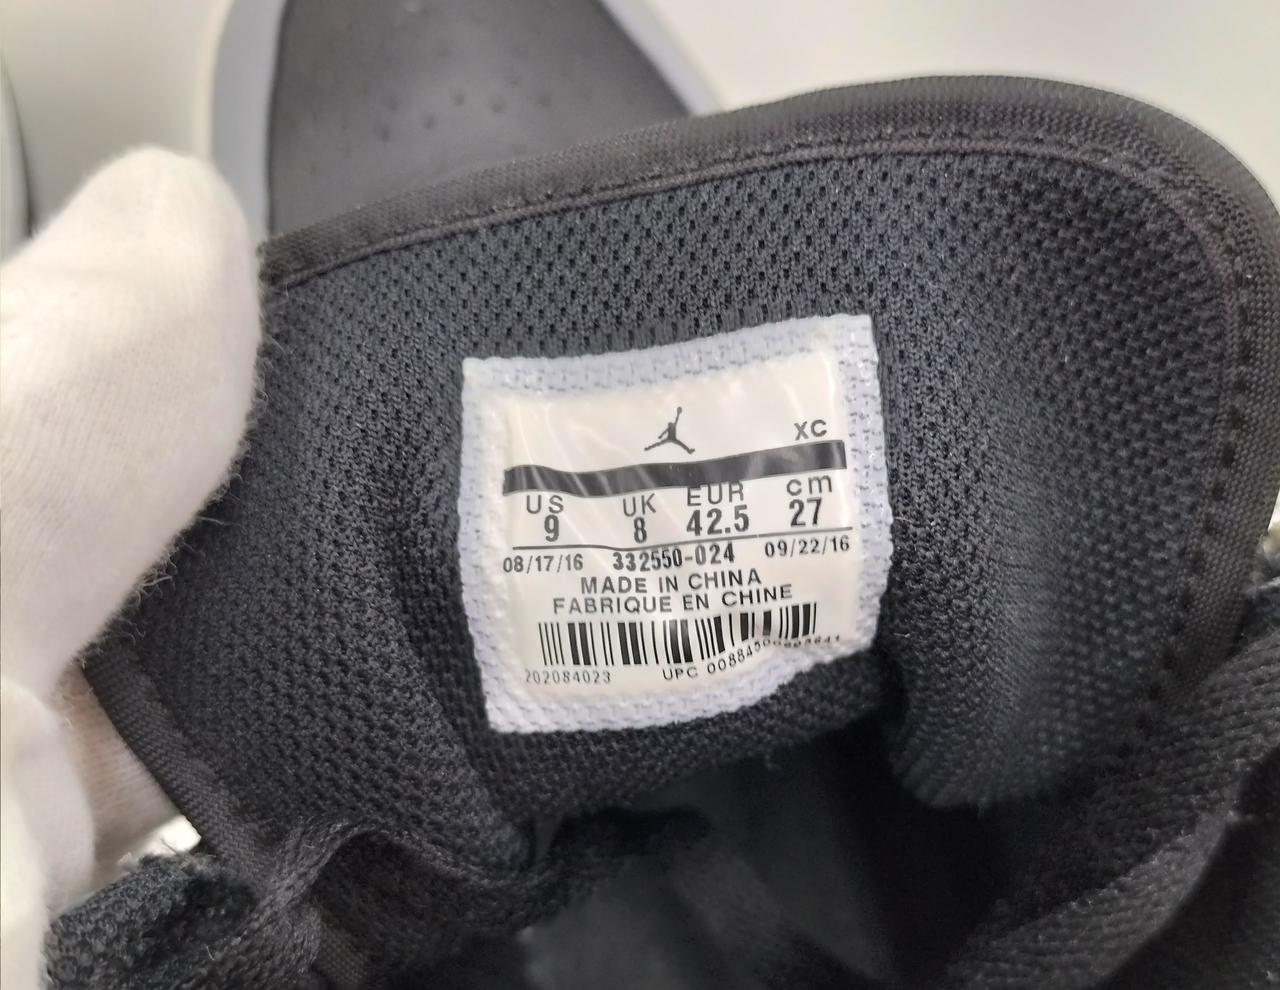 XC
US UK EUR cm
9 8 42.5 27
08/17/16 332550-024 09/22/16
MADE IN CHINA
FABRIQUE EN CHINE
202084023 UPC